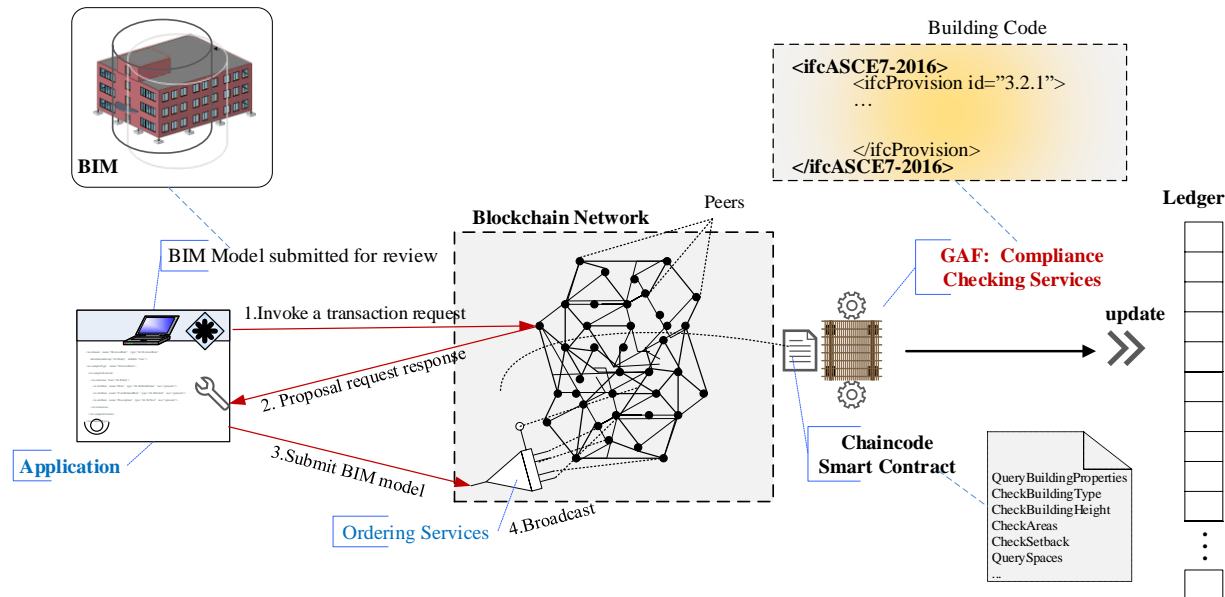 Building Code
<ifcASCE7-2016>
<ifcProvision id=”3.2.1”>
…
</ifcProvision>
</ifcASCE7-2016>
BIM
Peers
Blockchain Network
Ledger
BIM Model submitted for review
GAF: Compliance
Checking Services
1.Invoke a transaction request
update
2. Proposal request response
Application
3.Submit BIM model
Chaincode
Smart Contract
Ordering Services
4.Broadcast
QueryBuildingProperties
CheckBuildingType
CheckBuildingHeight
CheckAreas
CheckSetback
QuerySpaces
...